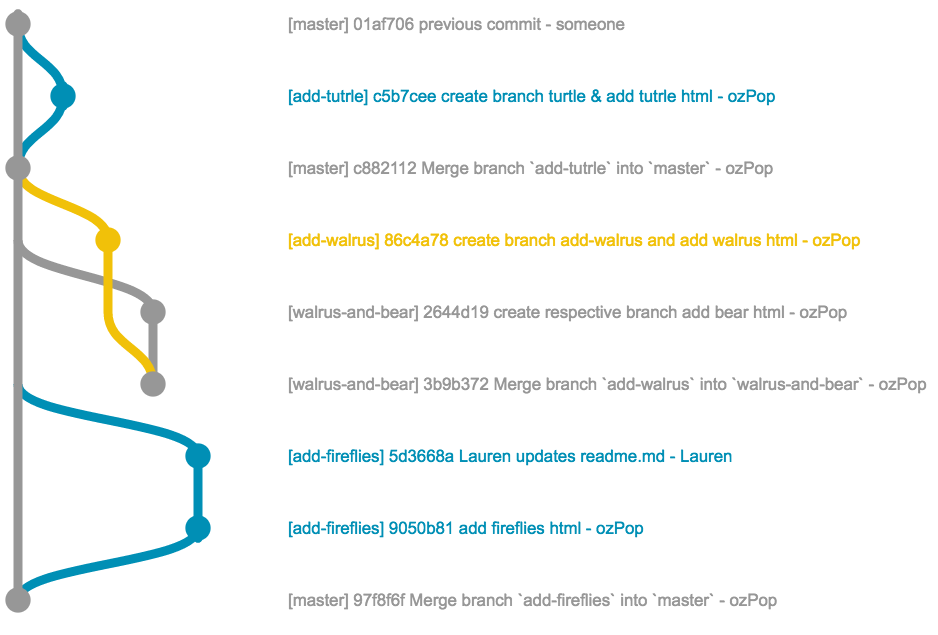 [master] 01af706 previous commit - someone
[add-tutrle] c5b7cee create branch turtle & add tutrle html - ozPop
[master] c882112 Merge branch `add-tutrle` into `master` - ozPop
[add-walrus] 86c4a78 create branch add-walrus and add walrus html - ozPop
[walrus-and-bear] 2644d19 create respective branch add bear html - ozPop
[walrus-and-bear] 3b9b372 Merge branch `add-walrus` into `walrus-and-bear` - ozPop
[add-fireflies] 5d3668a Lauren updates readme.md - Lauren
[add-fireflies] 9050b81 add fireflies html - ozPop
[master] 97f8f6f Merge branch `add-fireflies` into `master` - ozPop